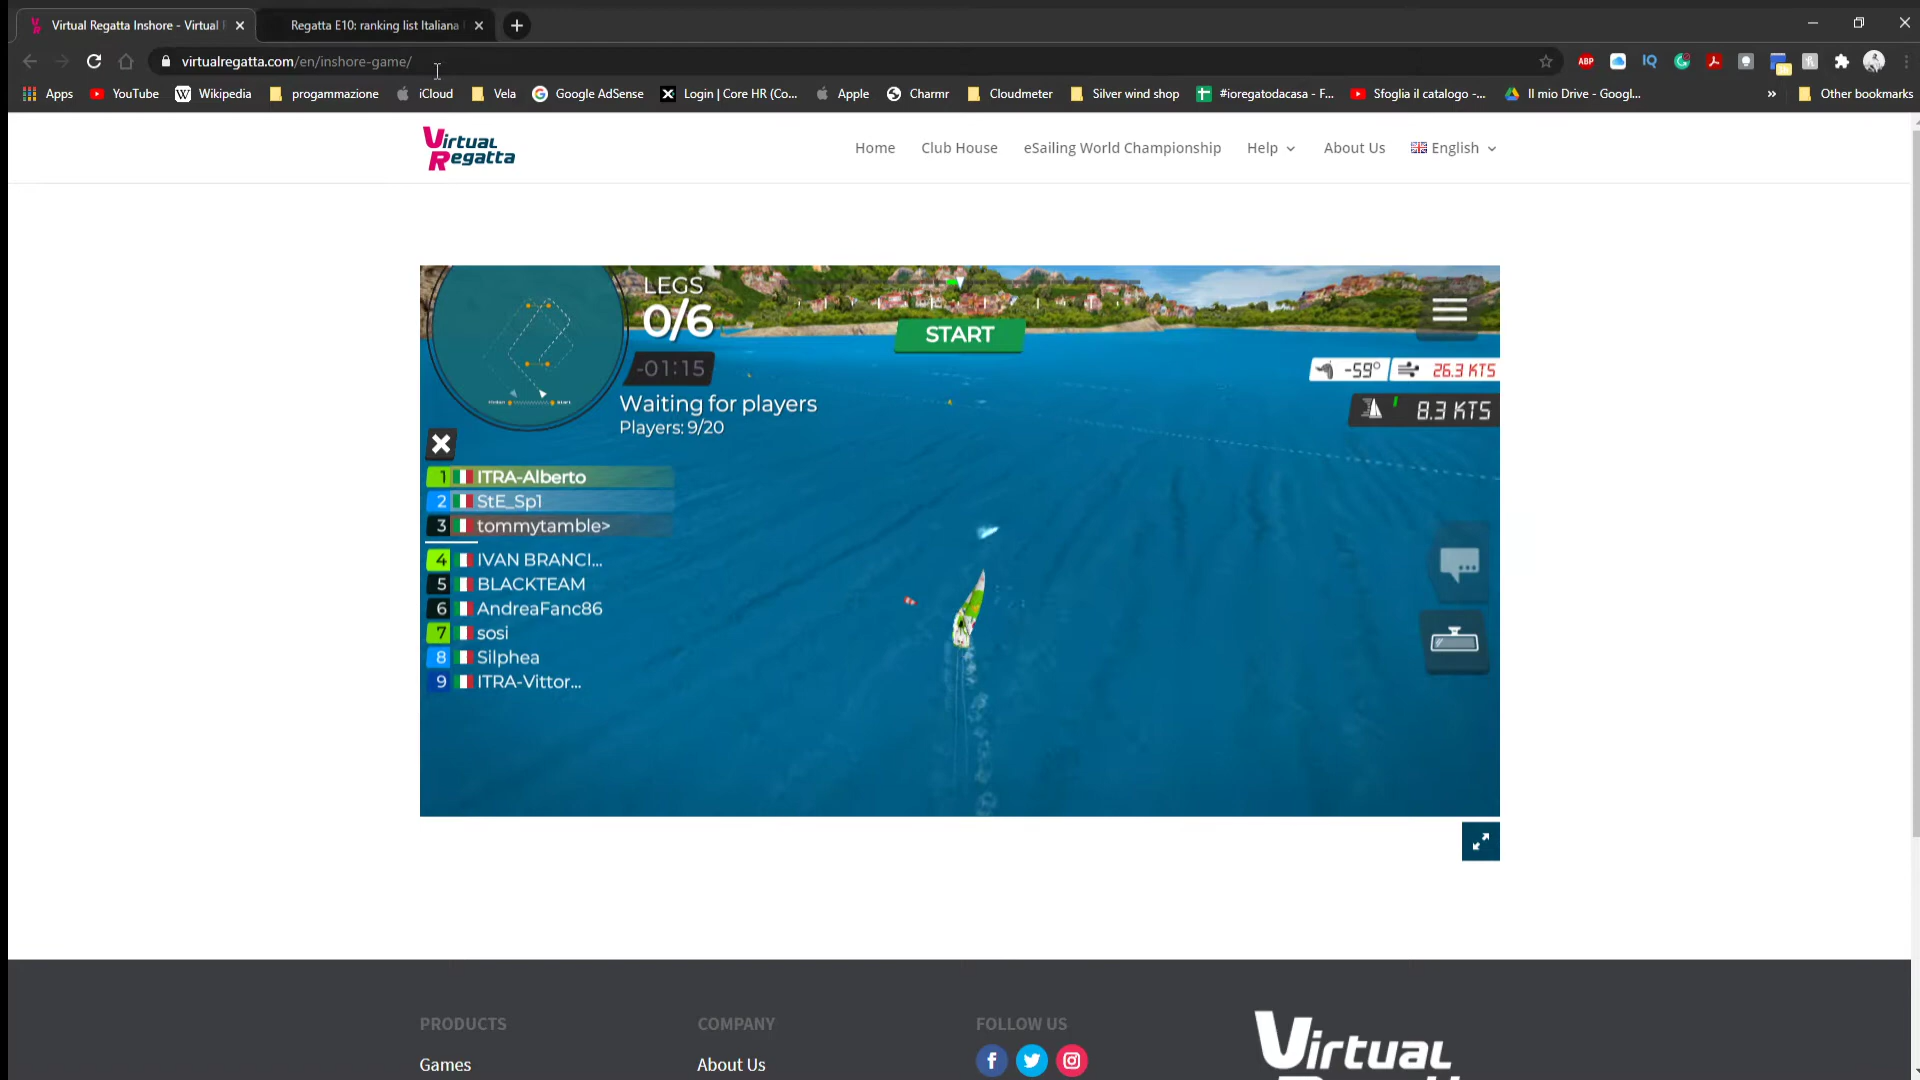 Virtual Regatta Inshore - Virtual
Regatta E10: ranking list Italiana
virtualregatta.com/en/inshore-game/
Apps YouTube Wikipedia progammazione iCloud Vela Google AdSense Login | Core HR (Co... Apple Charmr Cloudmeter Silver wind shop #ioregatodacasa - F... Sfoglia il catalogo -... Il mio Drive - Googl... » Other bookmarks
ABP IQ
Virtual Regatta
Home Club House eSailing World Championship Help About Us English
LEGS
0/6
-01:15
Waiting for players
Players: 9/20
START
-59° 26.3 KTS
8.3 KTS
1 ITRA-Alberto
2 StE_Sp1
3 tommytamble>
4 IVAN BRANCI...
5 BLACKTEAM
6 AndreaFanc86
7 sosi
8 Silphea
9 ITRA-Vittor...
PRODUCTS COMPANY FOLLOW US
Games About Us
Virtual